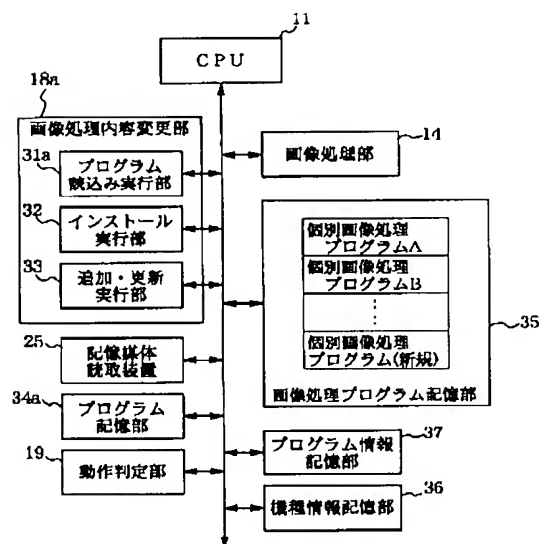 11
CPU
18a
画像処理内容変更部
31a
プログラム
読込み実行部
32
インストール
実行部
33
追加・更新
実行部
25
記憶媒体
読取装置
34a
プログラム
記憶部
19
動作判定部
14
画像処理部
個別画像処理
プログラムA
個別画像処理
プログラムB
⋮
個別画像処理
プログラム(新規)
35
画像処理プログラム記憶部
37
プログラム情報
記憶部
36
機種情報記憶部